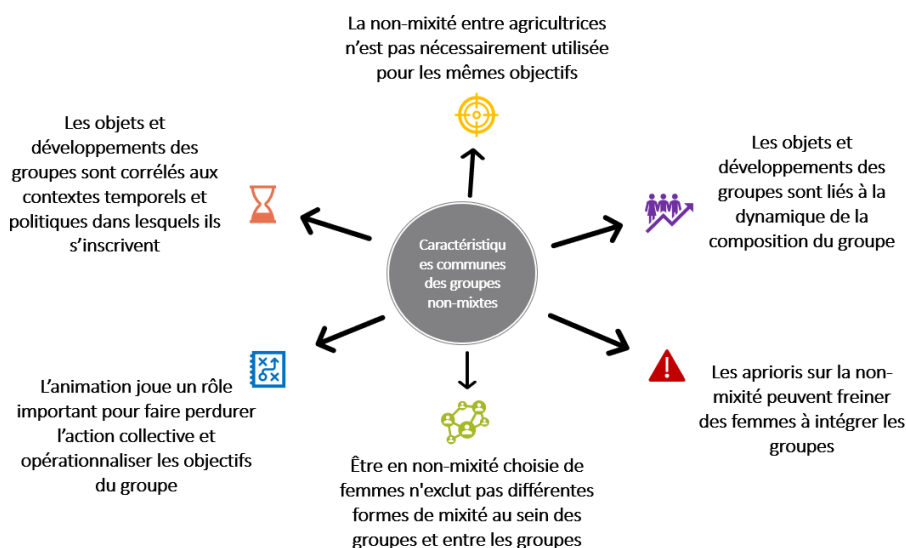 La non-mixité entre agricultrices
n'est pas nécessairement utilisée
pour les mêmes objectifs
Les objets et
développements des
groupes sont corrélés aux
contextes temporels et
politiques dans lesquels ils
s'inscrivent
Les objets et
développements des
groupes sont liés à la
dynamique de la
composition du groupe
Caractéristiqu
es communes
des groupes
non-mixtes
L'animation joue un rôle
important pour faire perdurer
l'action collective et
opérationnaliser les objectifs
du groupe
Les aprioris sur la non-
mixité peuvent freiner
des femmes à intégrer les
groupes
Être en non-mixité choisie de
femmes n'exclut pas différentes
formes de mixité au sein des
groupes et entre les groupes